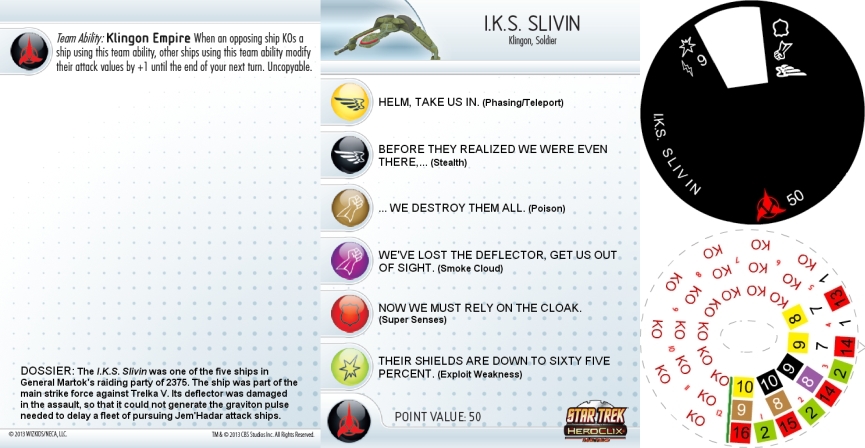 Team Ability: Klingon Empire When an opposing ship KOs a
ship using this team ability, other ships using this team ability modify
their attack values by +1 until the end of your next turn. Uncopyable.
DOSSIER: The I.K.S. Slivin was one of the five ships in
General Martok's raiding party of 2375. The ship was part of the
main strike force against Trelka V. Its deflector was damaged
in the assault, so that it could not generate the graviton pulse
needed to delay a fleet of pursuing Jem'Hadar attack ships.
© 2013 WIZKIDS/NECA, LLC.
TM & © 2013 CBS Studios Inc. All Rights Reserved.
I.K.S. SLIVIN
Klingon, Soldier
HELM, TAKE US IN. (Phasing/Teleport)
BEFORE THEY REALIZED WE WERE EVEN
THERE,... (Stealth)
... WE DESTROY THEM ALL. (Poison)
WE'VE LOST THE DEFLECTOR, GET US OUT
OF SIGHT. (Smoke Cloud)
NOW WE MUST RELY ON THE CLOAK.
(Super Senses)
THEIR SHIELDS ARE DOWN TO SIXTY FIVE
PERCENT. (Exploit Weakness)
POINT VALUE: 50
STAR TREK
HEROCLIX
6
I.K.S. SLIVIN
50
KO KO KO KO KO KO KO KO
KO KO KO KO KO KO KO KO
KO KO KO KO KO KO KO KO
10 9 16
10 8 2 15
9 8 2 14
9 7 2 14
8 7 1 13
1